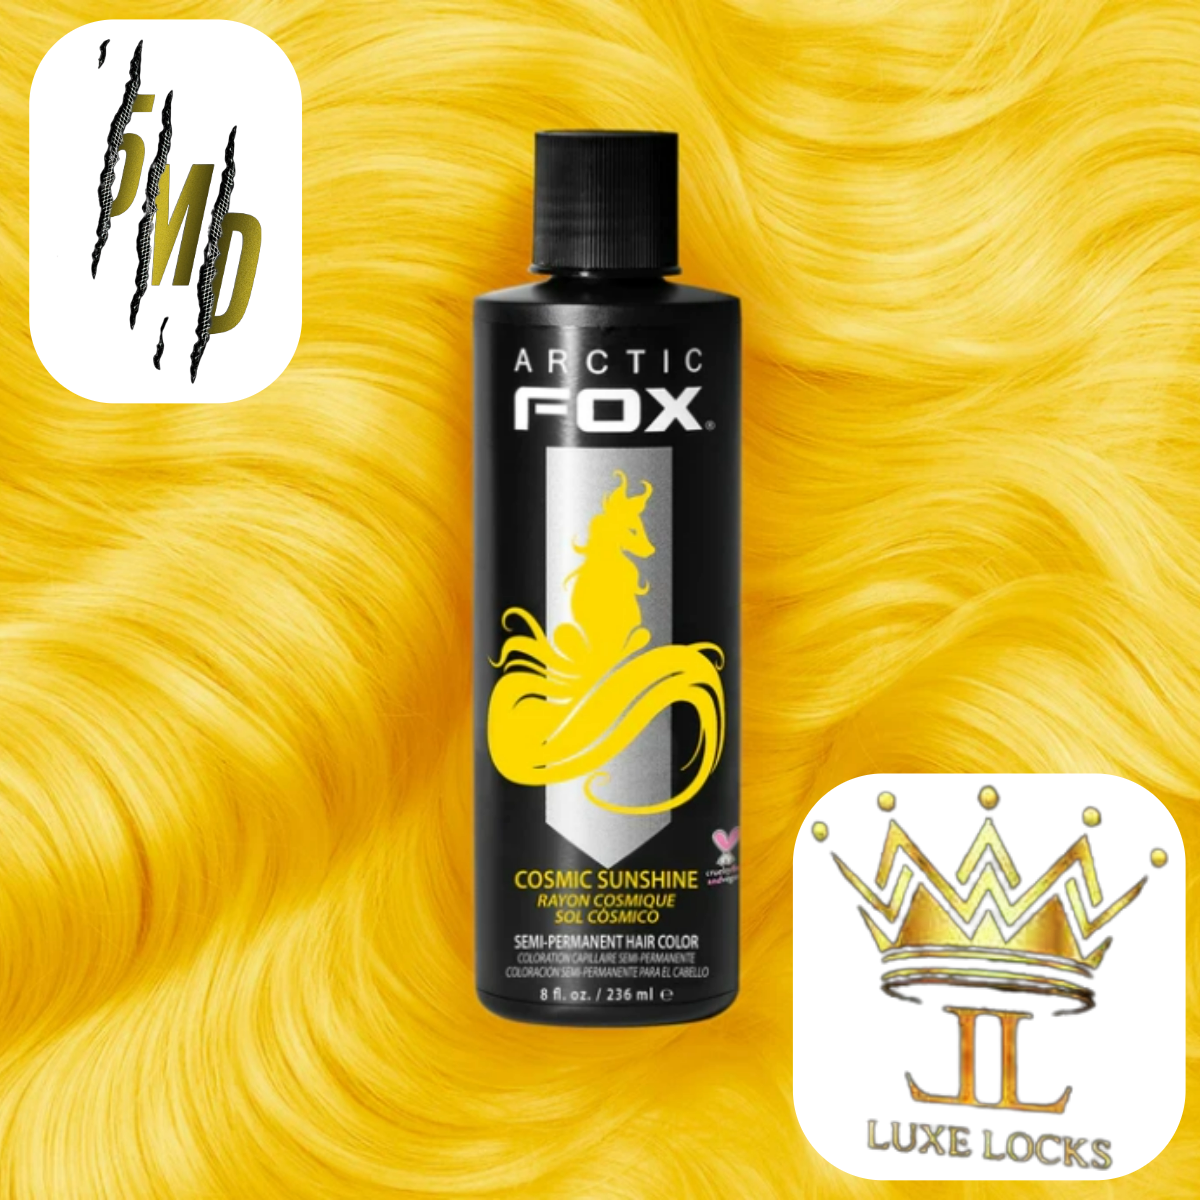 5MD
ARCTIC
FOX®
COSMIC SUNSHINE
RAYON COSMIQUE
SOL CÓSMICO
SEMI-PERMANENT HAIR COLOR
COLORATION CAPILLAIRE SEMI-PERMANENTE
COLORACIÓN SEMI-PERMANENTE PARA EL CABELLO
8 fl. oz. / 236 ml ℮
LL
LUXE LOCKS